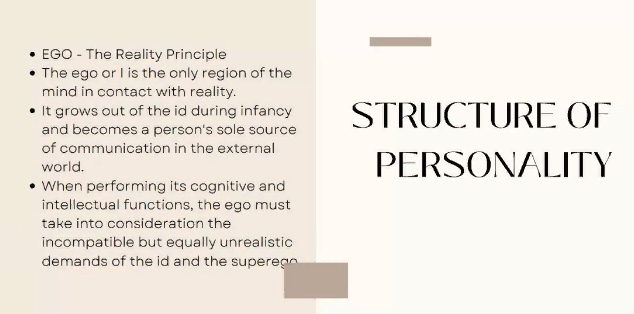 • EGO - The Reality Principle
• The ego or I is the only region of the
mind in contact with reality.
• It grows out of the id during infancy
and becomes a person's sole source
of communication in the external
world.
• When performing its cognitive and
intellectual functions, the ego must
take into consideration the
incompatible but equally unrealistic
demands of the id and the superego
STRUCTURE OF
PERSONALITY